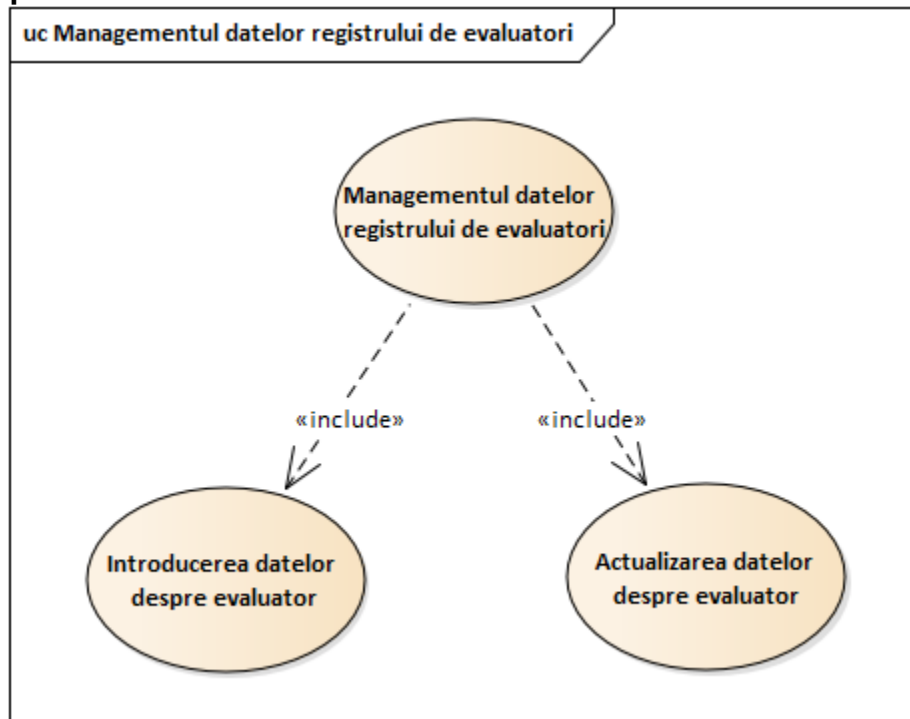 uc Managementul datelor registrului de evaluatori
Managementul datelor
registrului de evaluatori
«include»
«include»
Introducerea datelor
despre evaluator
Actualizarea datelor
despre evaluator